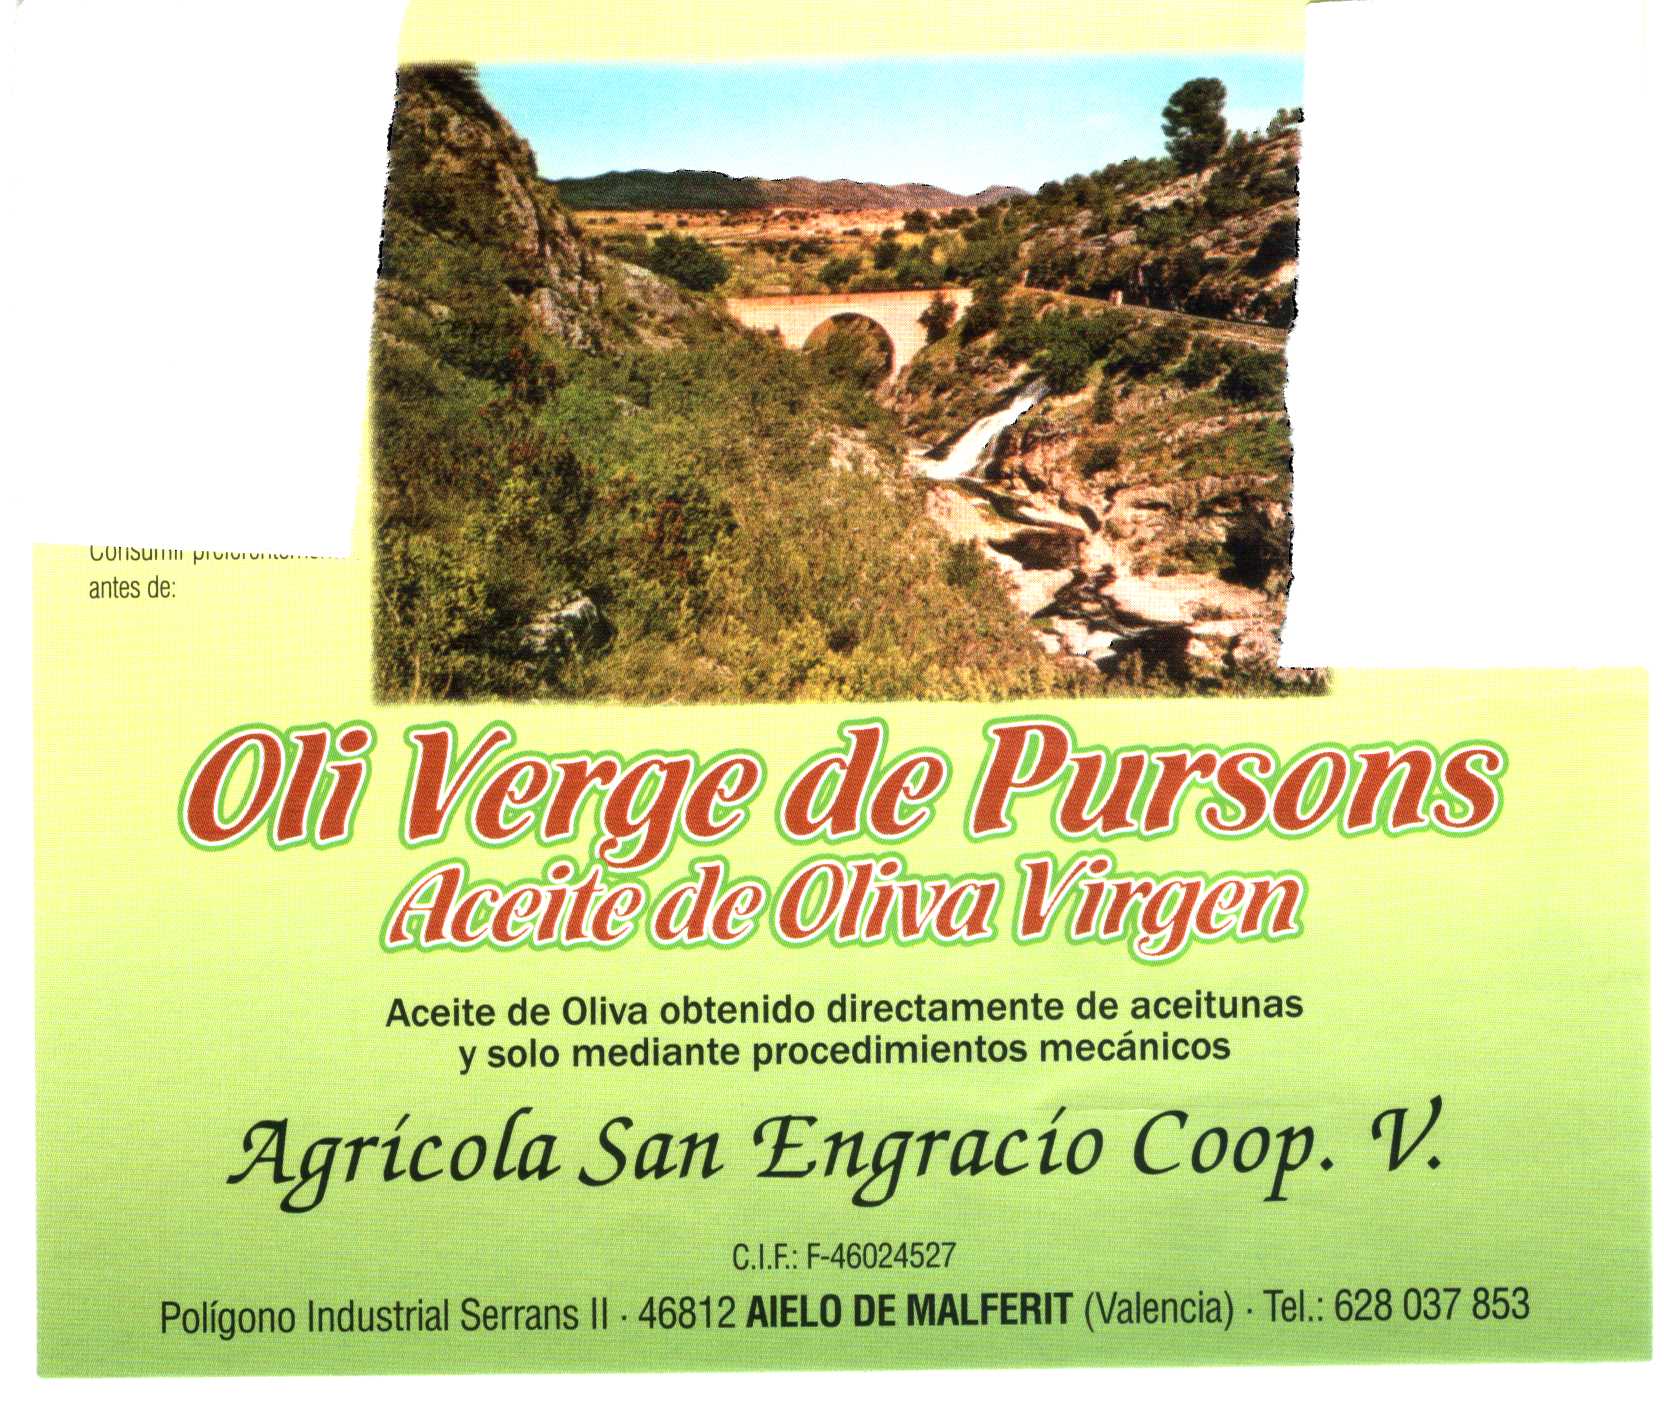 Consumir
antes de:
Oli Verge de Pursons
Aceite de Oliva Virgen
Aceite de Oliva obtenido directamente de aceitunas
y solo mediante procedimientos mecánicos
Agrícola San Engracio Coop. V.
C.I.F.: F-46024527
Polígono Industrial Serrans II · 46812 AIELO DE MALFERIT (Valencia) · Tel.: 628 037 853